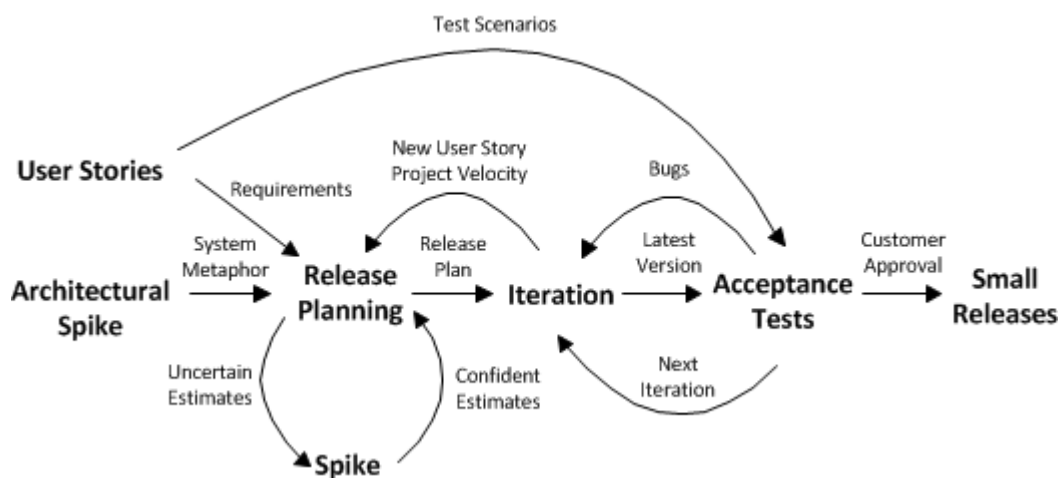 Test Scenarios
User Stories
New User Story
Project Velocity
Bugs
Requirements
System
Metaphor
Release
Plan
Latest
Version
Customer
Approval
Architectural
Spike
Release
Planning
Iteration
Acceptance
Tests
Small
Releases
Uncertain
Estimates
Confident
Estimates
Next
Iteration
Spike